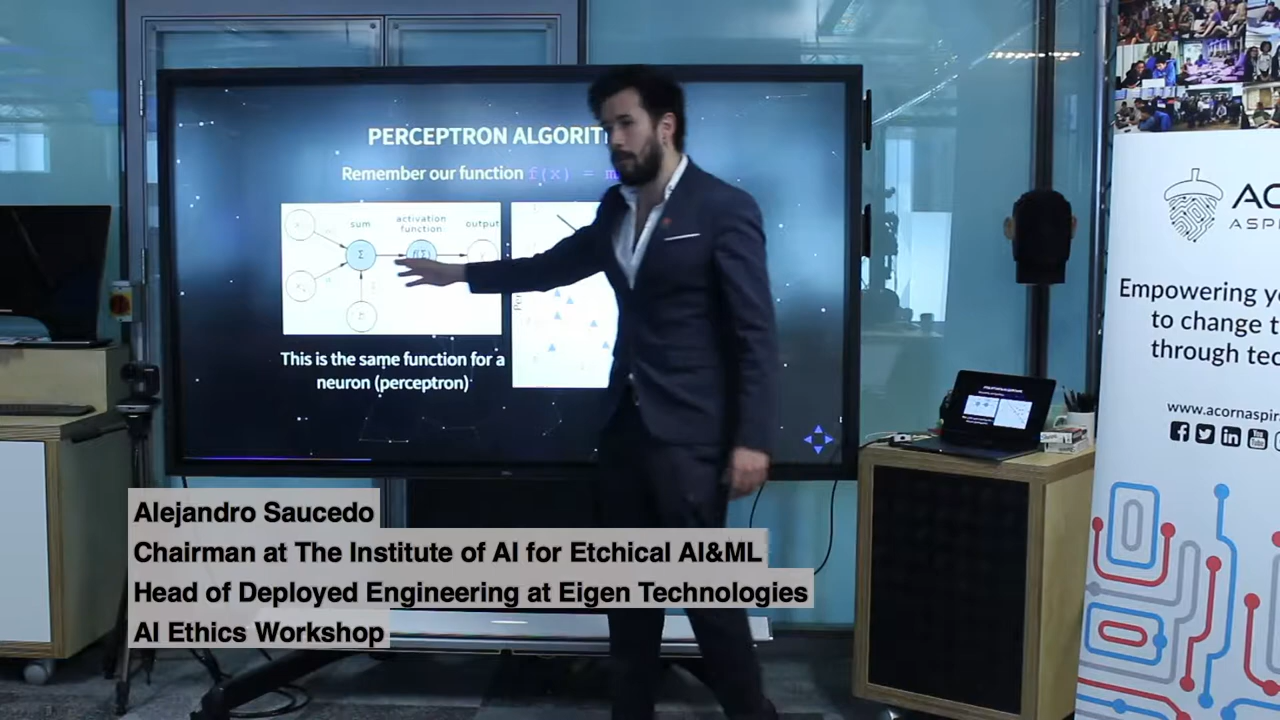 PERCEPTRON ALGORIT
Remember our function f(x) = m
sum
activation
function
output
Σ
f(Σ)
This is the same function for a
neuron (perceptron)
AC
ASP
Empowering y
to change t
through tec
www.acornaspir
Alejandro Saucedo
Chairman at The Institute of AI for Etchical AI&ML
Head of Deployed Engineering at Eigen Technologies
AI Ethics Workshop